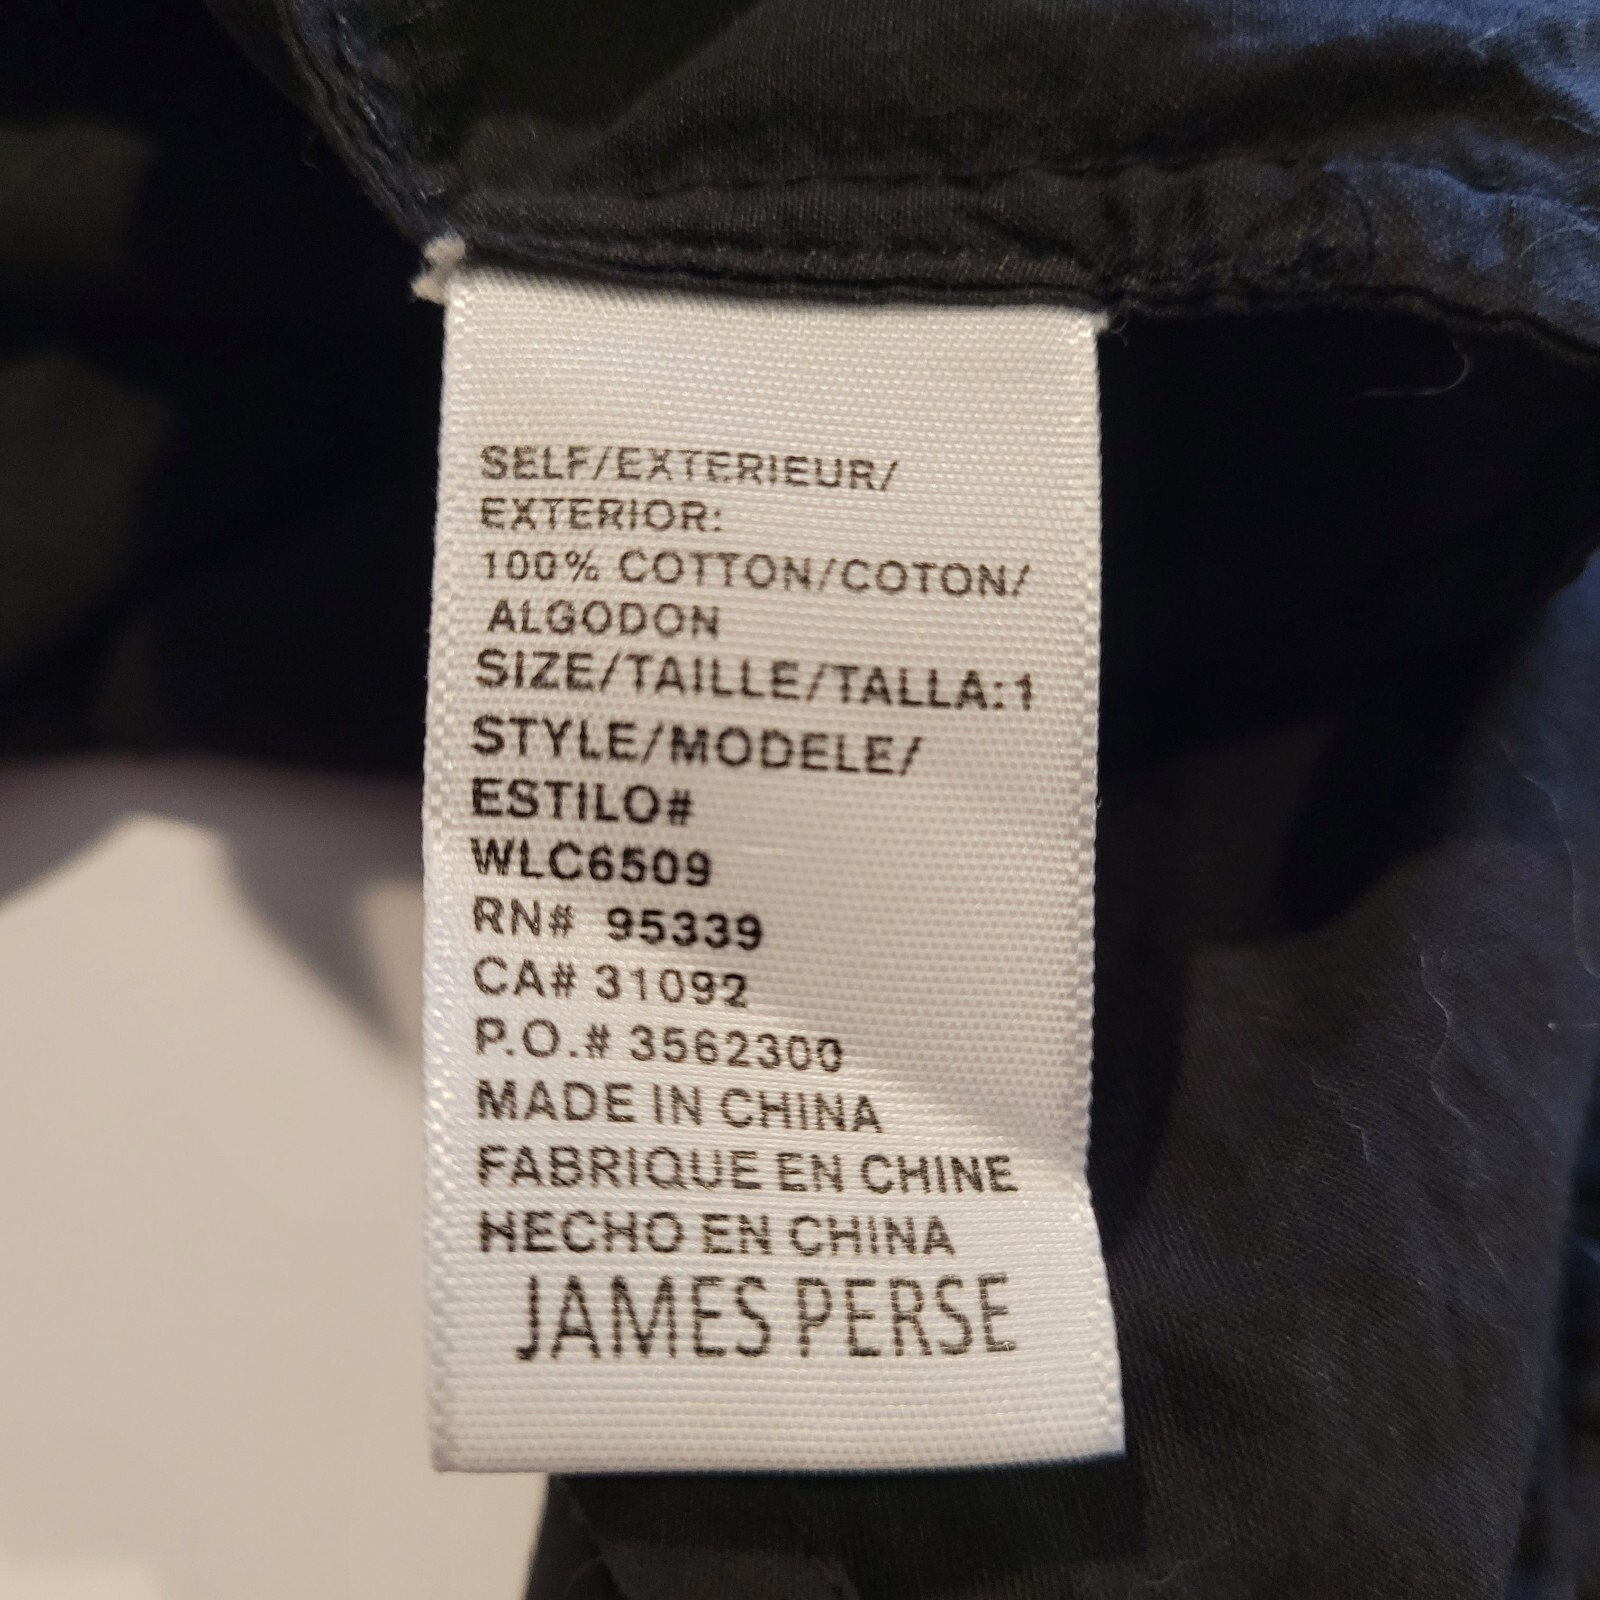 SELF/EXTERIEUR/
EXTERIOR:
100% COTTON/COTON/
ALGODON
SIZE/TAILLE/TALLA:1
STYLE/MODELE/
ESTILO#
WLC6509
RN# 95339
CA# 31092
P.O.# 3562300
MADE IN CHINA
FABRIQUE EN CHINE
HECHO EN CHINA
JAMES PERSE